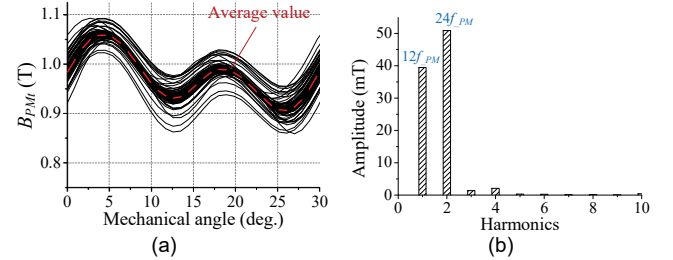 Average value
1.1
1.0
0.9
0.8
B_PMt (T)
0 5 10 15 20 25 30
Mechanical angle (deg.)
(a)
12f_PM
24f_PM
50
40
30
20
10
0
Amplitude (mT)
0 2 4 6 8 10
Harmonics
(b)